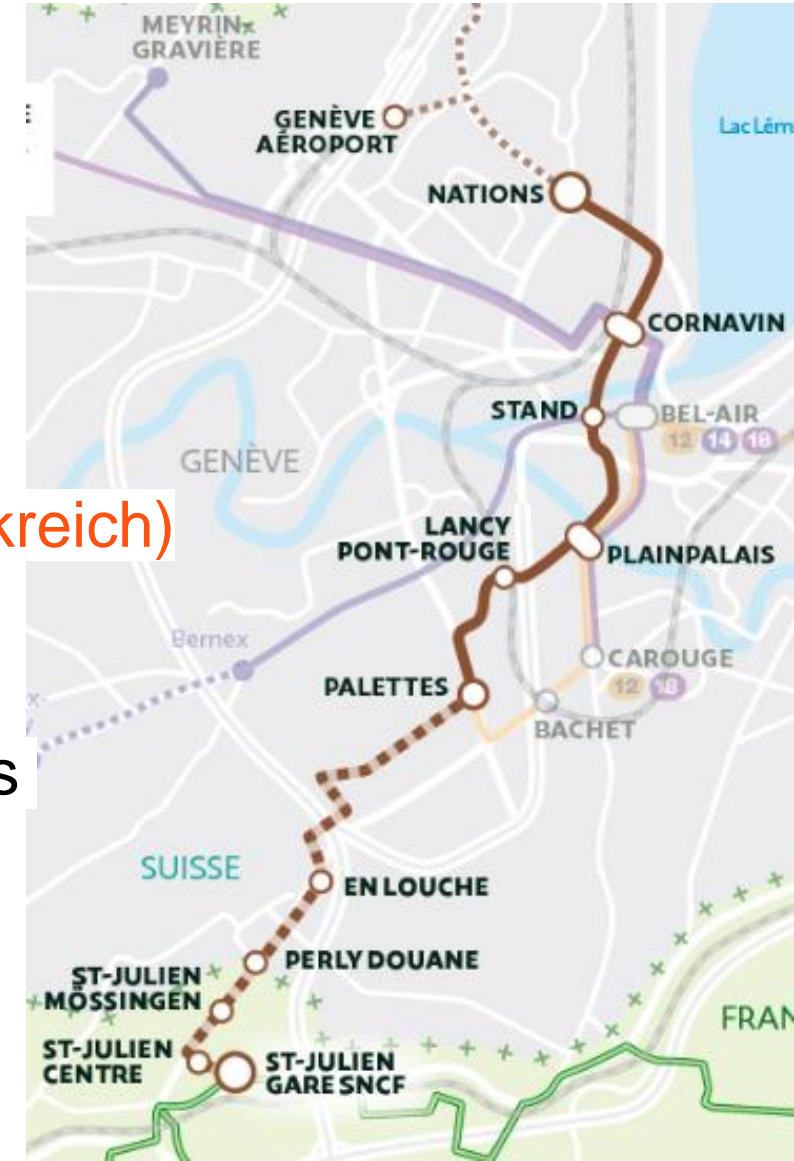 MEYRIN-
GRAVIÈRE
GENÈVE
AÉROPORT
Lac Lém
NATIONS
CORNAVIN
STAND
BEL-AIR
12 14 18
GENÈVE
kreich)
LANCY
PONT-ROUGE
PLAINPALAIS
Bernex
CAROUGE
12 18
PALETTES
BACHET
s
SUISSE
EN LOUCHE
PERLY DOUANE
ST-JULIEN
MÖSSINGEN
FRAN
ST-JULIEN
CENTRE
ST-JULIEN
GARE SNCF